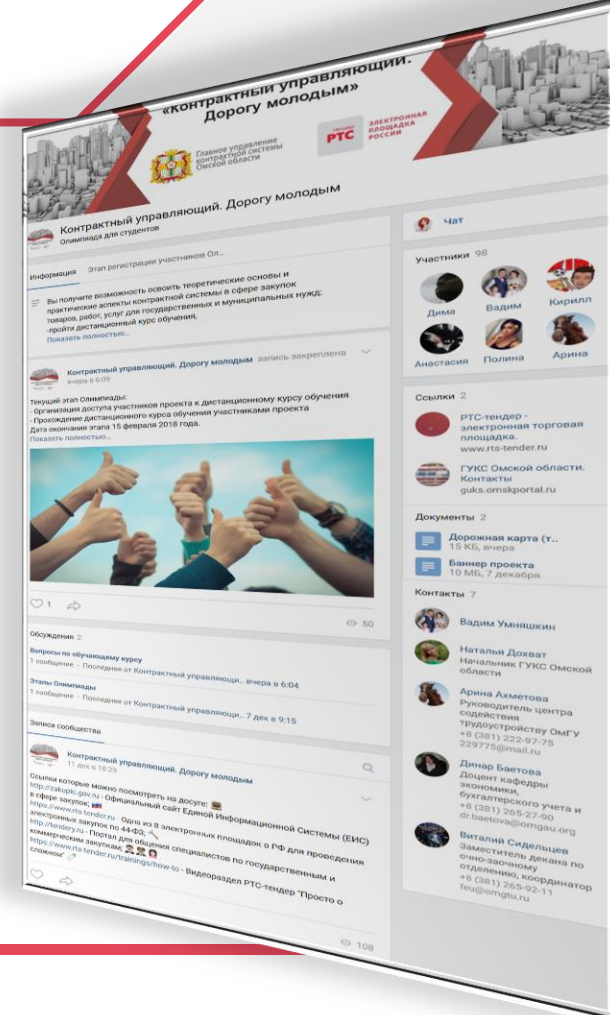 «Контрактный управляющий.
Дорогу молодым»
Главное управление
контрактной системы
Омской области
РТС
ЭЛЕКТРОННАЯ
ПЛОЩАДКА
РОССИИ
Контрактный управляющий. Дорогу молодым
Олимпиада для студентов
Информация Этап регистрации участников Ол...
Вы получите возможность освоить теоретические основы и
практические аспекты контрактной системы в сфере закупок
товаров, работ, услуг для государственных и муниципальных нужд:
-пройти дистанционный курс обучения,
Показать полностью...
Контрактный управляющий. Дорогу молодым запись закреплена
вчера в 6:09
Текущий этап Олимпиады:
- Организация доступа участников проекта к дистанционному курсу обучения
- Прохождение дистанционного курса обучения участниками проекта
Дата окончания этапа 15 февраля 2018 года.
Показать полностью...
1
50
Обсуждения 2
Вопросы по обучающему курсу
1 сообщение - Последнее от Контрактный управляющи.. вчера в 6:04
Этапы Олимпиады
1 сообщение - Последнее от Контрактный управляющи.. 7 дек в 9:15
Записи сообщества
Контрактный управляющий. Дорогу молодым
11 дек в 18:29
Ссылки которые можно посмотреть на досуге:
http://zakupki.gov.ru - Официальный сайт Единой Информационной Системы (ЕИС)
в сфере закупок;
https://www.rts-tender.ru - Одна из 8 электронных площадок в РФ для проведения
электронных закупок по 44-ФЗ;
http://tendery.ru - Портал для общения специалистов по государственным и
коммерческим закупкам;
https://www.rts-tender.ru/trainings/how-to - Видеораздел РТС-тендер "Просто о
сложном"
108
Чат
Участники 98
Дима Вадим Кирилл
Анастасия Полина Арина
Ссылки 2
РТС-тендер -
электронная торговая
площадка.
www.rts-tender.ru
ГУКС Омской области.
Контакты
guks.omskportal.ru
Документы 2
Дорожная карта (т..
15 КБ, вчера
Баннер проекта
10 МБ, 7 декабря
Контакты 7
Вадим Умняшкин
Наталья Дохват
Начальник ГУКС Омской
области
Арина Ахметова
Руководитель центра
содействия
трудоустройству ОмГУ
+8 (381) 222-97-75
229775@mail.ru
Динар Баетова
Доцент кафедры
экономики,
бухгалтерского учета и
+8 (381) 265-27-90
dr.baetova@omgau.org
Виталий Сидельцев
Заместитель декана по
очно-заочному
отделению, координатор
+8 (381) 265-92-11
feu@omgtu.ru